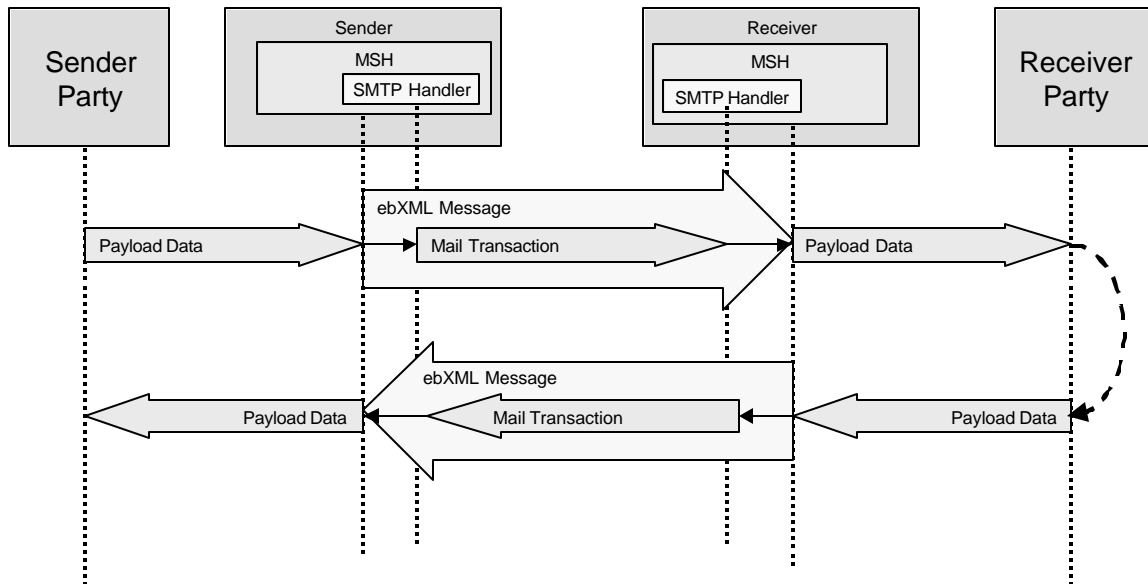 Sender
Party
Sender
MSH
SMTP Handler
Receiver
MSH
SMTP Handler
Receiver
Party
ebXML Message
Payload Data
Mail Transaction
Payload Data
ebXML Message
Payload Data
Mail Transaction
Payload Data